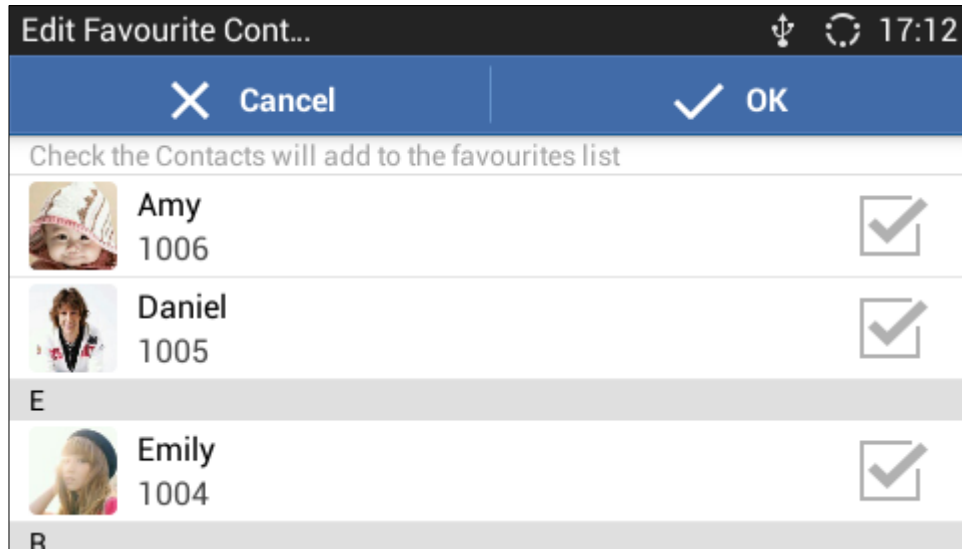 Edit Favourite Cont...
17:12
Cancel
OK
Check the Contacts will add to the favourites list
Amy
1006
Daniel
1005
E
Emily
1004